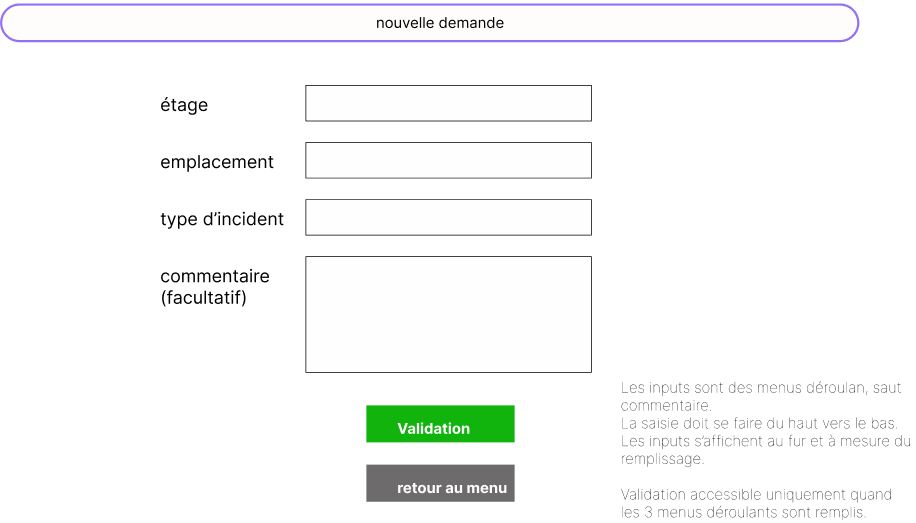 nouvelle demande
étage
emplacement
type d’incident
commentaire
(facultatif)
Validation
retour au menu
Les inputs sont des menus déroulan, saut
commentaire.
La saisie doit se faire du haut vers le bas.
Les inputs s’affichent au fur et à mesure du
remplissage.
Validation accessible uniquement quand
les 3 menus déroulants sont remplis.